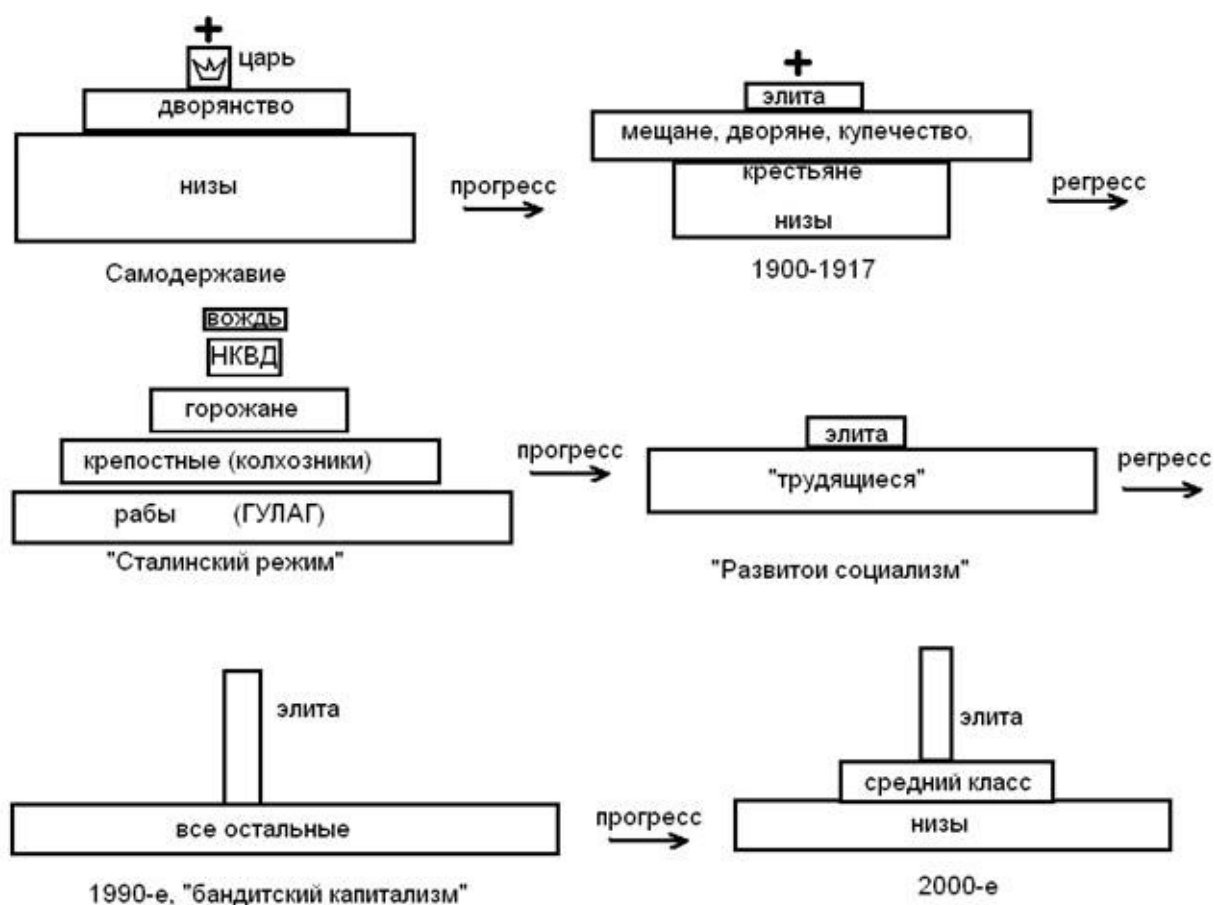 царь
дворянство
низы
Самодержавие
прогресс
элита
мещане, дворяне, купечество,
крестьяне
низы
1900-1917
регресс
вождь
НКВД
горожане
крепостные (колхозники)
рабы (ГУЛАГ)
"Сталинский режим"
прогресс
элита
"трудящиеся"
"Развитои социализм"
регресс
элита
все остальные
1990-е, "бандитский капитализм"
прогресс
элита
средний класс
низы
2000-е